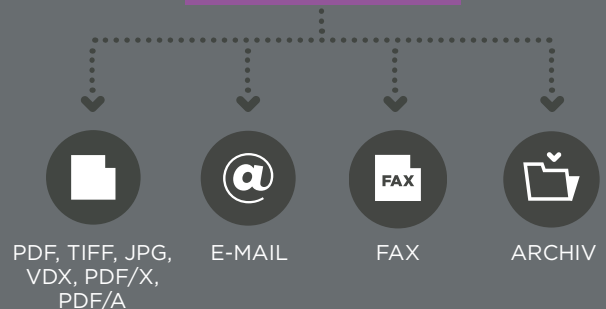 @
FAX
PDF, TIFF, JPG,
VDX, PDF/X,
PDF/A
E-MAIL
FAX
ARCHIV